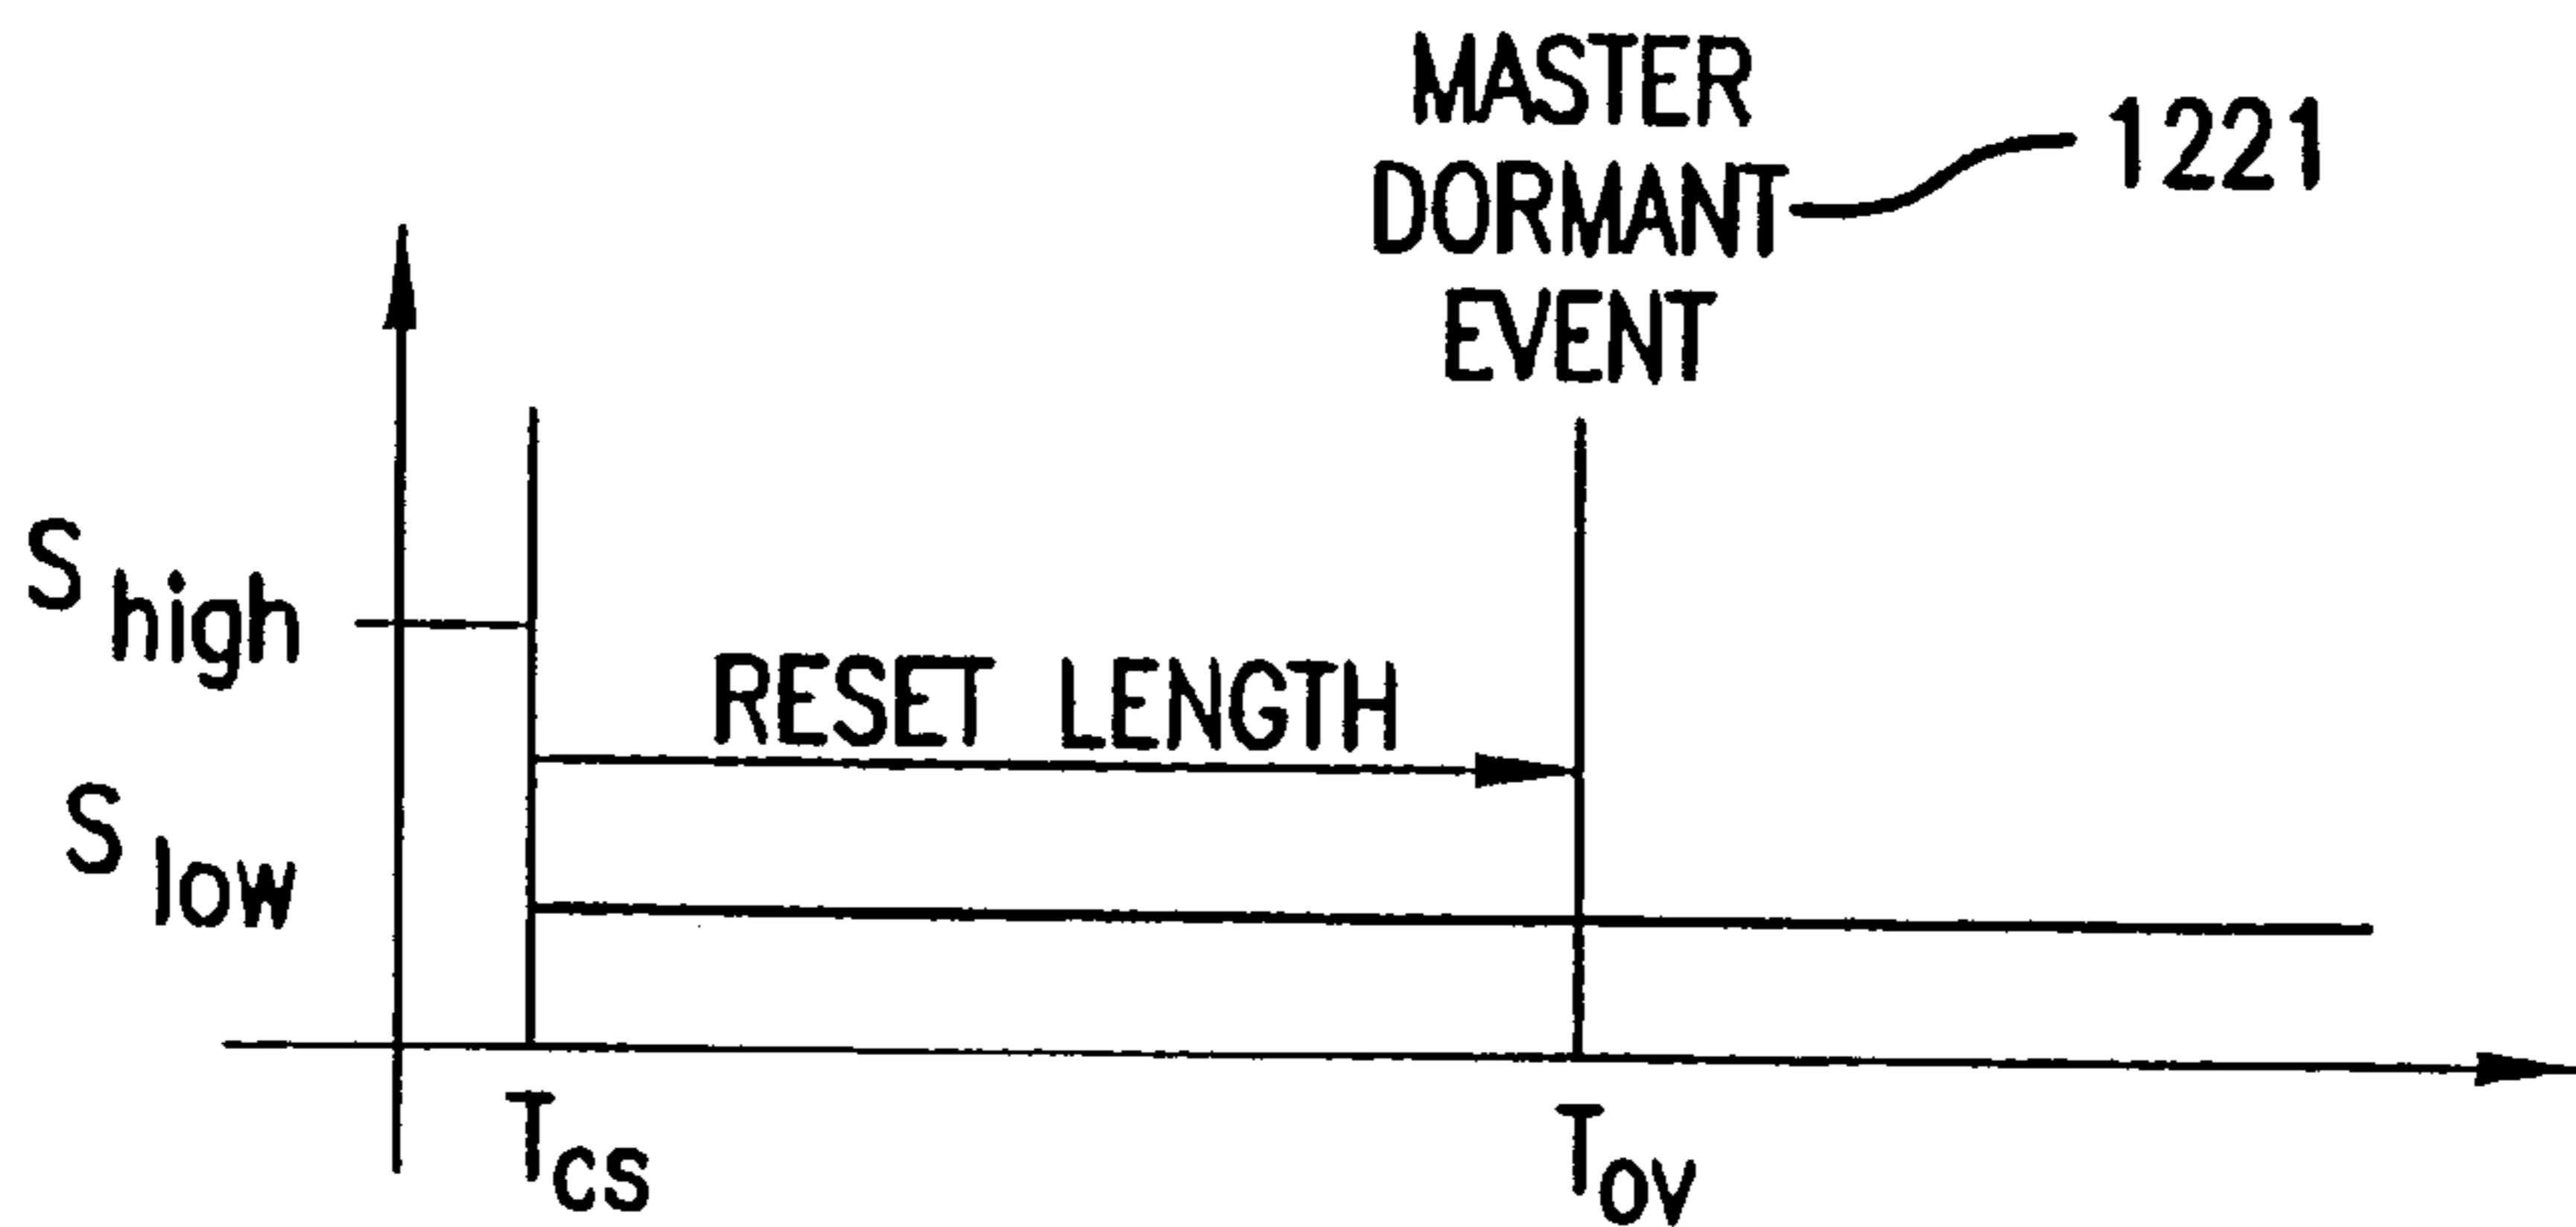 MASTER
DORMANT
EVENT
1221
S high
RESET LENGTH
S low
Tcs
Tov